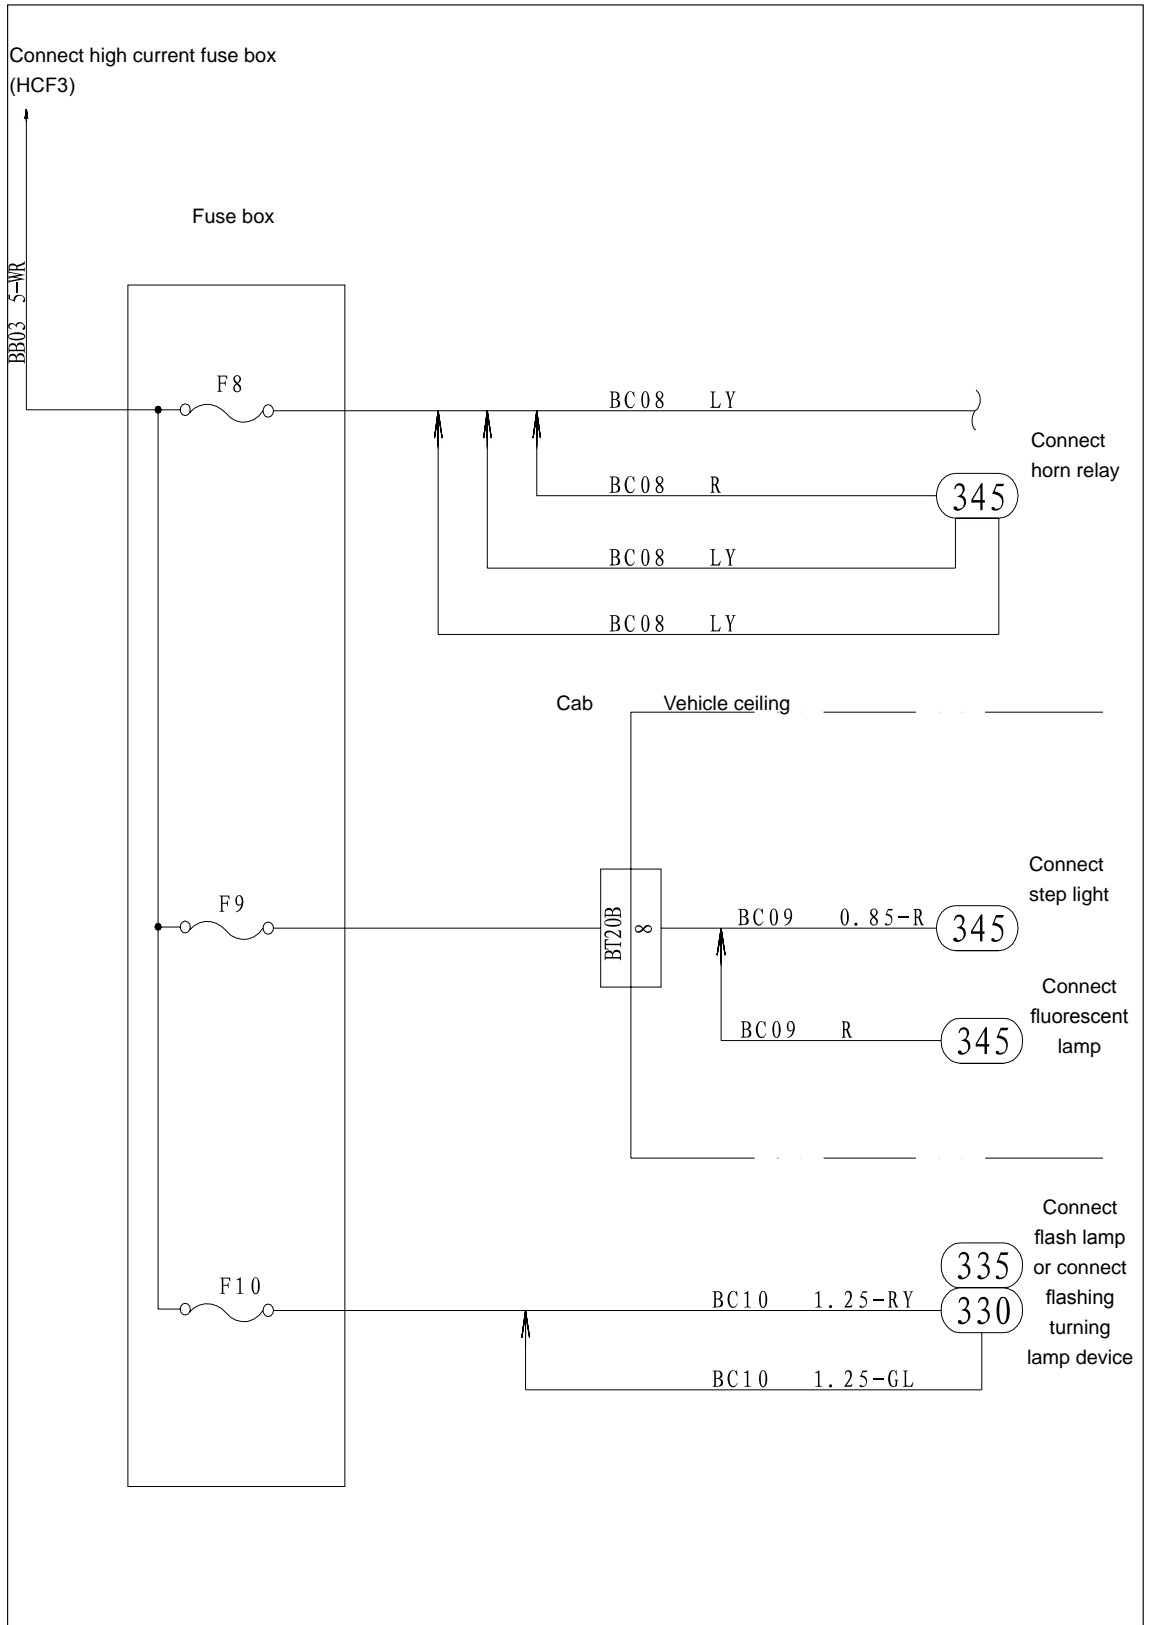 Connect high current fuse box
(HCF3)
BB03 5-WR
Fuse box
F8
BC08 LY
Connect
horn relay
BC08 R
345
BC08 LY
BC08 LY
Cab Vehicle ceiling
F9
BT20B
8
BC09 0.85-R
345
Connect
step light
BC09 R
345
Connect
fluorescent
lamp
F10
BC10 1.25-RY
335
330
Connect
flash lamp
or connect
flashing
turning
lamp device
BC10 1.25-GL